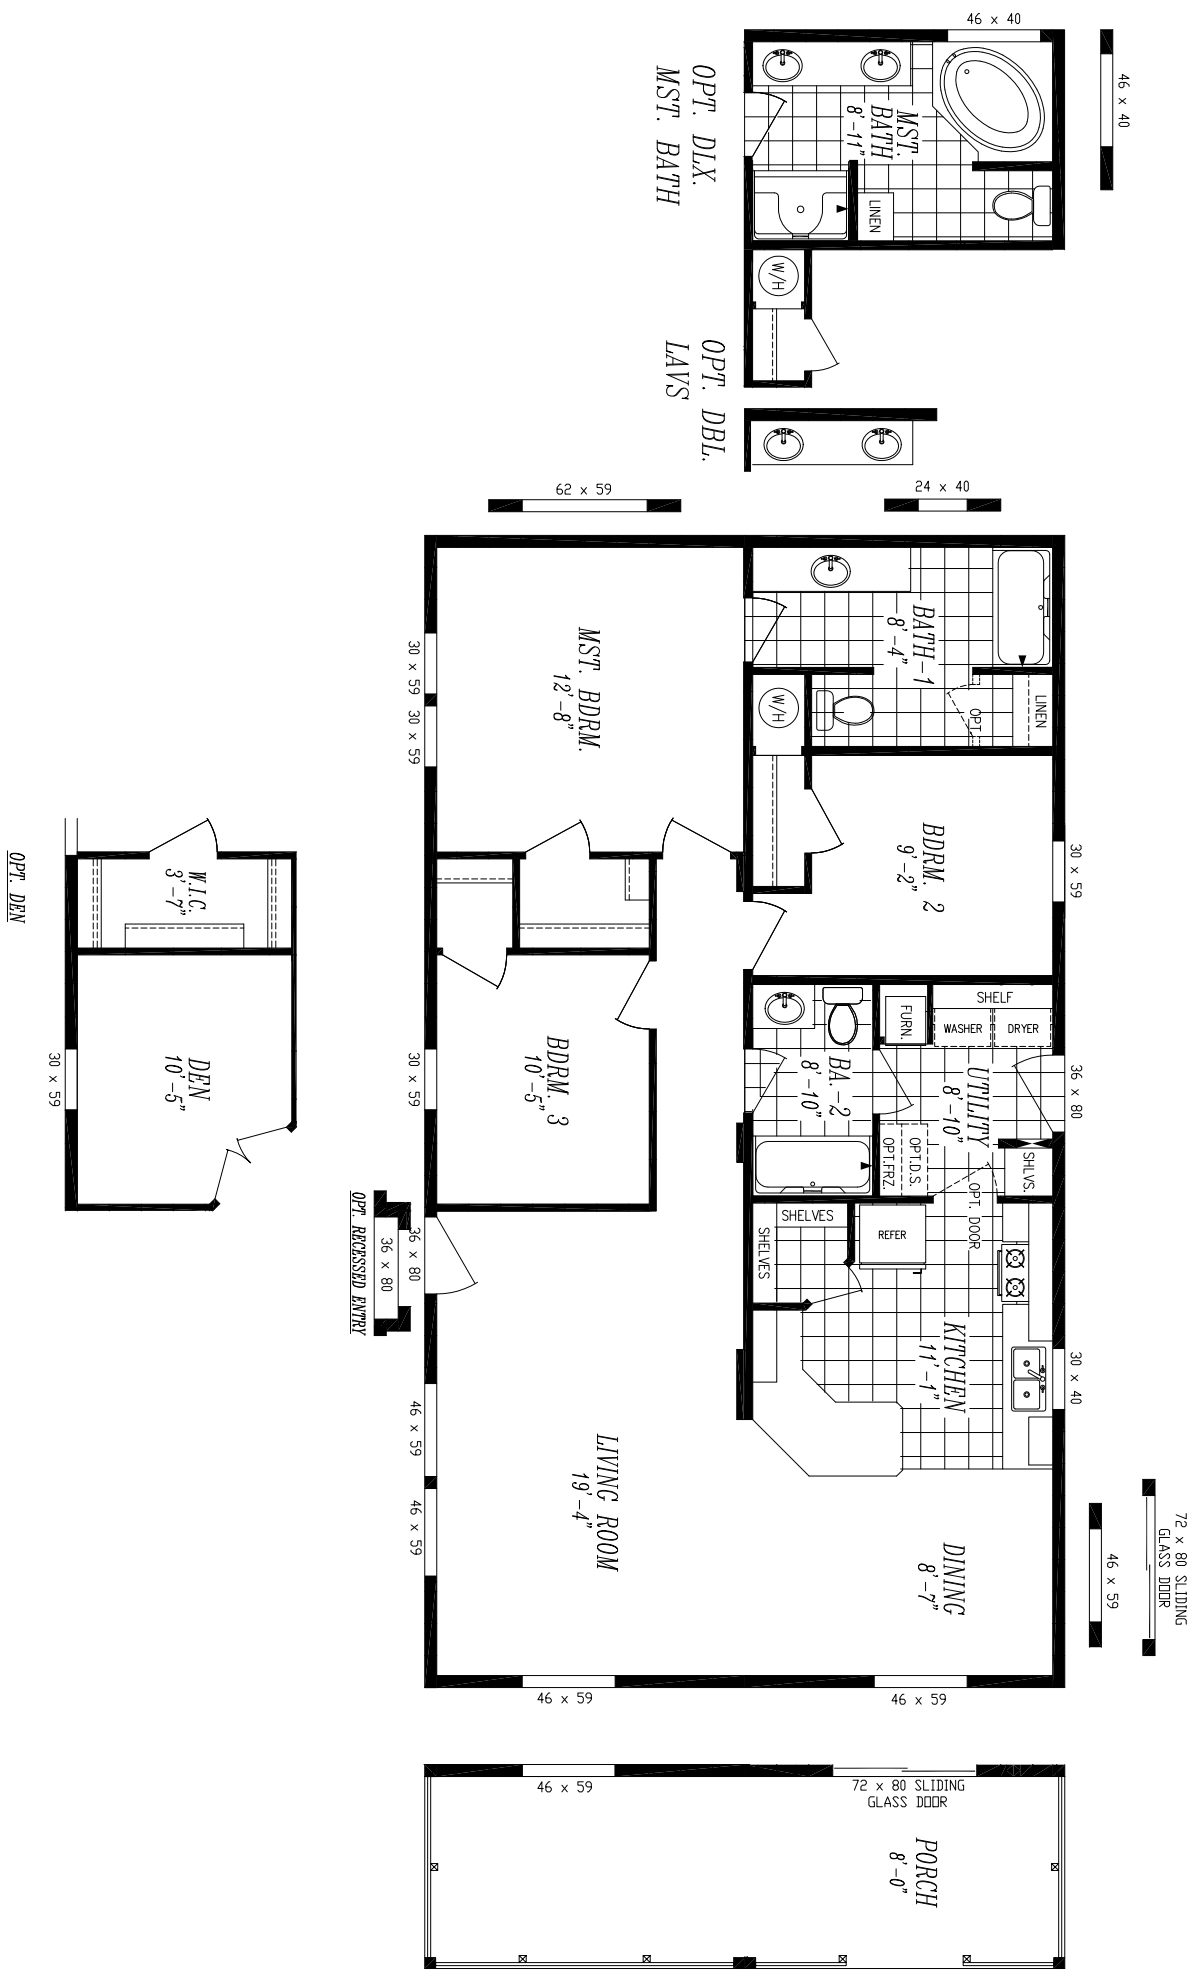 46 x 40
46 x 40
MST.
BATH
8'-11"
LINEN
OPT. DLX.
MST. BATH
W/H
OPT. DBL.
LAVS
62 x 59
24 x 40
BATH-1
8'-4"
LINEN
OPT.
W/H
MST. BDRM.
12'-8"
30 x 59
30 x 59
BDRM. 2
9'-2"
30 x 59
SHELF
WASHER
DRYER
FURN.
36 x 80
UTILITY
8'-10"
BA.-2
8'-10"
OPT.D.S.
OPT.FRZ.
SHLVS.
OPT. DOOR
BDRM. 3
10'-5"
30 x 59
W.I.C.
3'-7"
DEN
10'-5"
30 x 59
OPT. DEN
SHELVES
SHELVES
REFER
KITCHEN
11'-1"
30 x 40
36 x 80
36 x 80
OPT. RECESSED ENTRY
46 x 59
46 x 59
LIVING ROOM
19'-4"
DINING
8'-7"
46 x 59
72 x 80 SLIDING
GLASS DOOR
46 x 59
46 x 59
46 x 59
72 x 80 SLIDING
GLASS DOOR
PORCH
8'-0"